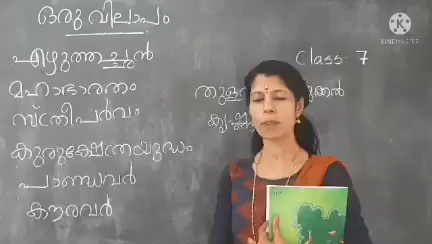 ഒരു വിലാപം
എഴുത്തച്ഛൻ
Class: 7
മഹാഭാരതം
സ്ത്രീപർവം
കുരുക്ഷേത്രയുദ്ധം
പാണ്ഡവർ
കൗരവർ
KINEMASTER